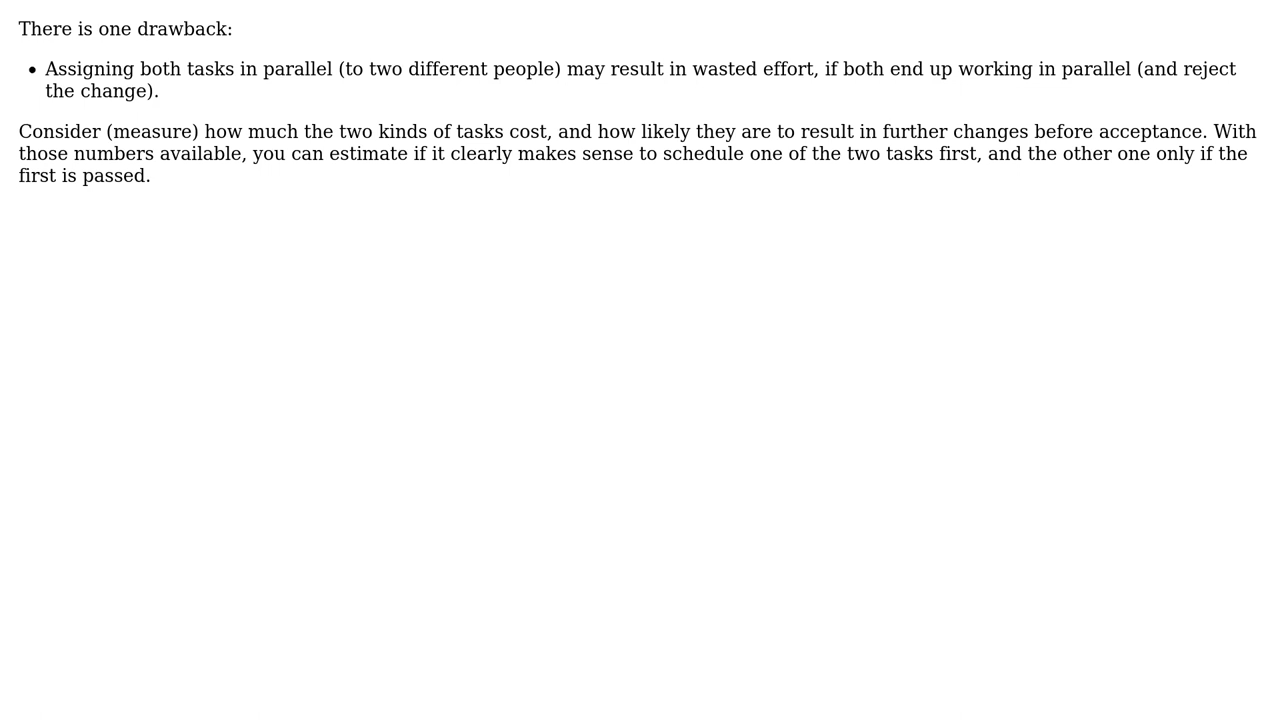 There is one drawback:
• Assigning both tasks in parallel (to two different people) may result in wasted effort, if both end up working in parallel (and reject
the change).
Consider (measure) how much the two kinds of tasks cost, and how likely they are to result in further changes before acceptance. With
those numbers available, you can estimate if it clearly makes sense to schedule one of the two tasks first, and the other one only if the
first is passed.